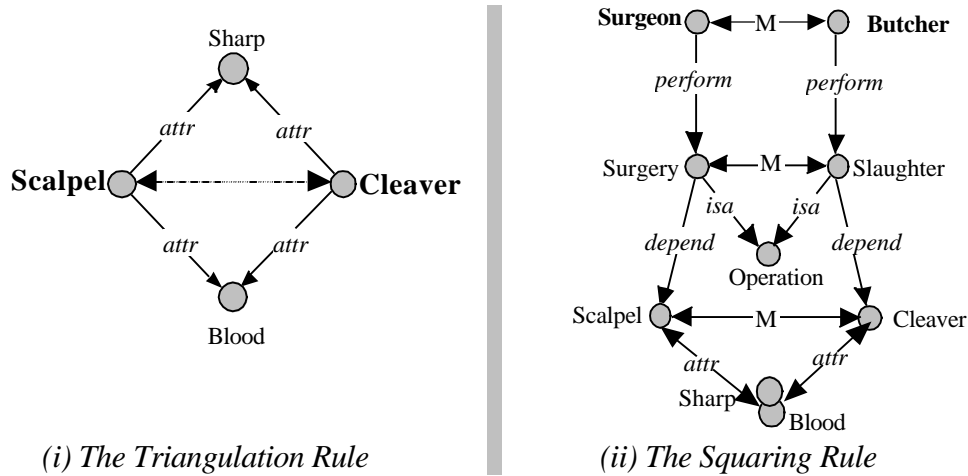 Sharp
attr attr
Scalpel Cleaver
attr attr
Blood
(i) The Triangulation Rule
Surgeon M Butcher
perform perform
Surgery M Slaughter
isa isa
depend depend
Operation
Scalpel M Cleaver
attr attr
Sharp
Blood
(ii) The Squaring Rule